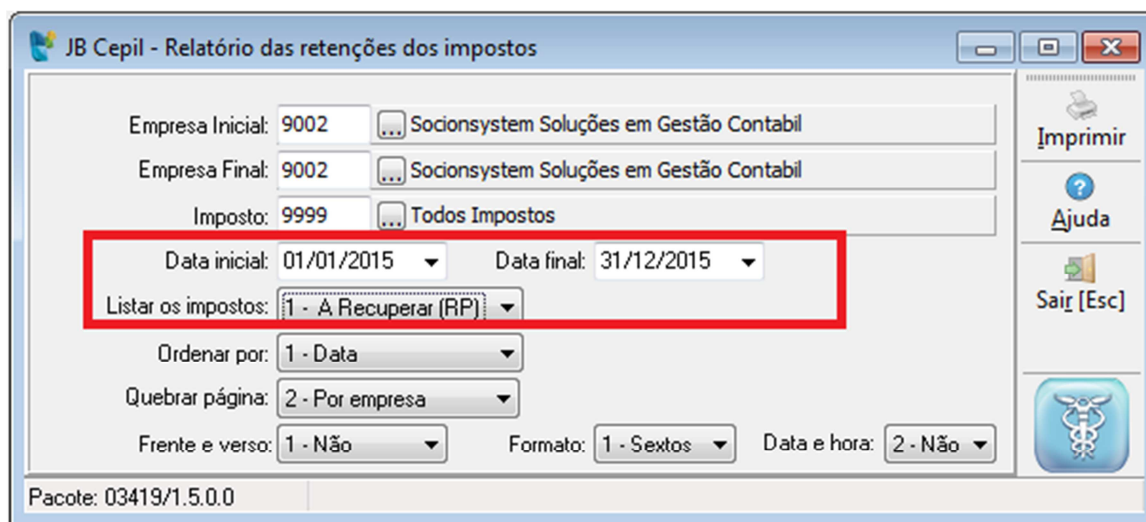 JB Cepil - Relatório das retenções dos impostos
Empresa Inicial: 9002 ... Socionsystem Soluções em Gestão Contabil
Empresa Final: 9002 ... Socionsystem Soluções em Gestão Contabil
Imposto: 9999 ... Todos Impostos
Data inicial: 01/01/2015 Data final: 31/12/2015
Listar os impostos: 1 - A Recuperar (RP)
Ordenar por: 1 - Data
Quebrar página: 2 - Por empresa
Frente e verso: 1 - Não Formato: 1 - Sextos Data e hora: 2 - Não
Pacote: 03419/1.5.0.0
Imprimir
Ajuda
Sair [Esc]